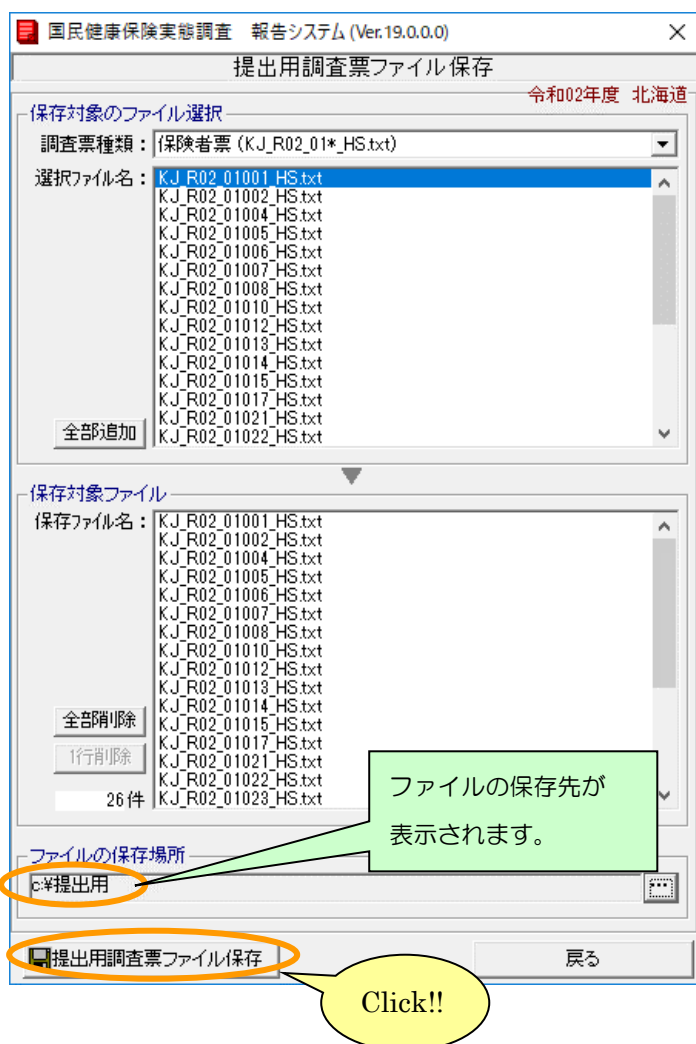 国民健康保険実態調査 報告システム (Ver.19.0.0.0)
提出用調査票ファイル保存
令和02年度 北海道
保存対象のファイル選択
調査票種類： 保険者票 (KJ_R02_01*_HS.txt)
選択ファイル名： KJ_R02_01001_HS.txt
KJ_R02_01002_HS.txt
KJ_R02_01004_HS.txt
KJ_R02_01005_HS.txt
KJ_R02_01006_HS.txt
KJ_R02_01007_HS.txt
KJ_R02_01008_HS.txt
KJ_R02_01010_HS.txt
KJ_R02_01012_HS.txt
KJ_R02_01013_HS.txt
KJ_R02_01014_HS.txt
KJ_R02_01015_HS.txt
KJ_R02_01017_HS.txt
KJ_R02_01021_HS.txt
全部追加 KJ_R02_01022_HS.txt
保存対象ファイル
保存ファイル名： KJ_R02_01001_HS.txt
KJ_R02_01002_HS.txt
KJ_R02_01004_HS.txt
KJ_R02_01005_HS.txt
KJ_R02_01006_HS.txt
KJ_R02_01007_HS.txt
KJ_R02_01008_HS.txt
KJ_R02_01010_HS.txt
KJ_R02_01012_HS.txt
KJ_R02_01013_HS.txt
KJ_R02_01014_HS.txt
全部削除 KJ_R02_01015_HS.txt
KJ_R02_01017_HS.txt
1行削除 KJ_R02_01021_HS.txt
KJ_R02_01022_HS.txt
26件 KJ_R02_01023_HS.txt
ファイルの保存先が
表示されます。
ファイルの保存場所
c:¥提出用
提出用調査票ファイル保存 戻る
Click!!